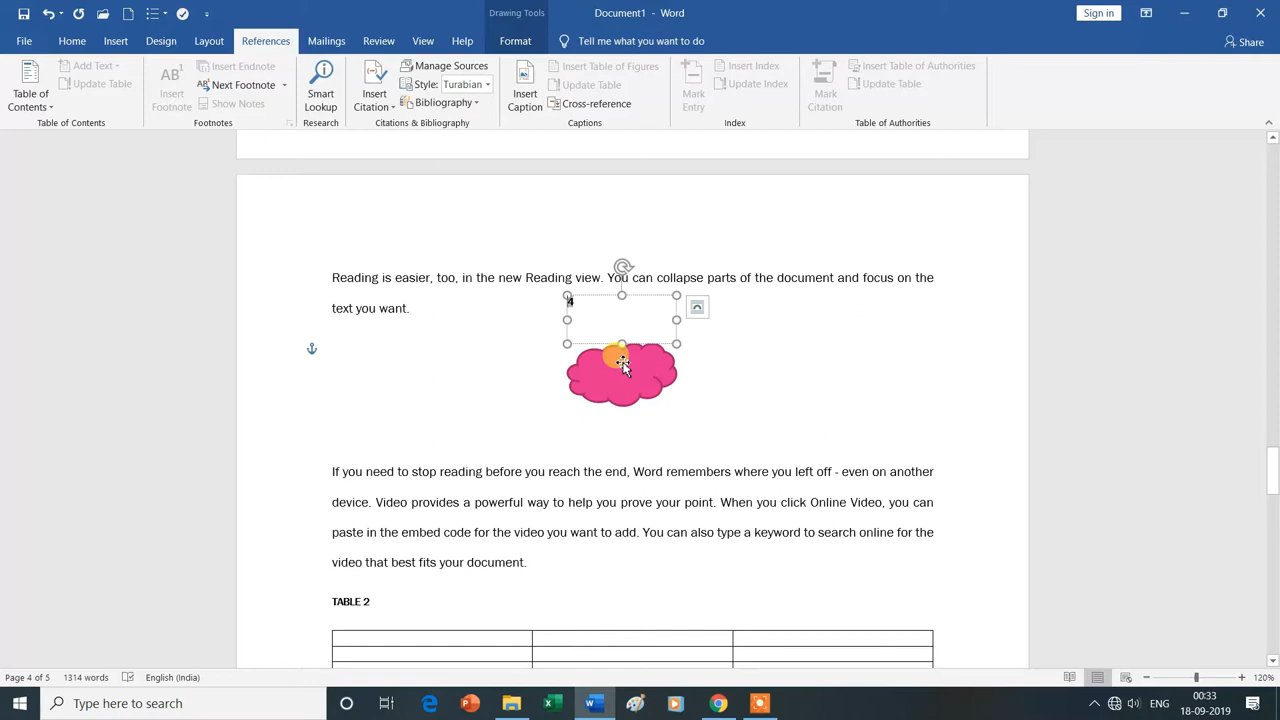 Drawing Tools
Document1 - Word
Sign in
File Home Insert Design Layout References Mailings Review View Help Format Tell me what you want to do Share
Table of Contents
Add Text
Update Table
Table of Contents
AB1
Insert Footnote
Insert Endnote
Next Footnote
Show Notes
Footnotes
Smart Lookup
Research
Insert Citation
Manage Sources
Style: Turabian
Bibliography
Citations & Bibliography
Insert Caption
Insert Table of Figures
Update Table
Cross-reference
Captions
Mark Entry
Insert Index
Update Index
Index
Mark Citation
Insert Table of Authorities
Update Table
Table of Authorities
Reading is easier, too, in the new Reading view. You can collapse parts of the document and focus on the
text you want.
4
If you need to stop reading before you reach the end, Word remembers where you left off - even on another
device. Video provides a powerful way to help you prove your point. When you click Online Video, you can
paste in the embed code for the video you want to add. You can also type a keyword to search online for the
video that best fits your document.
TABLE 2
Page 4 of 5 1314 words English (India) 120%
Type here to search
ENG
00:33
18-09-2019